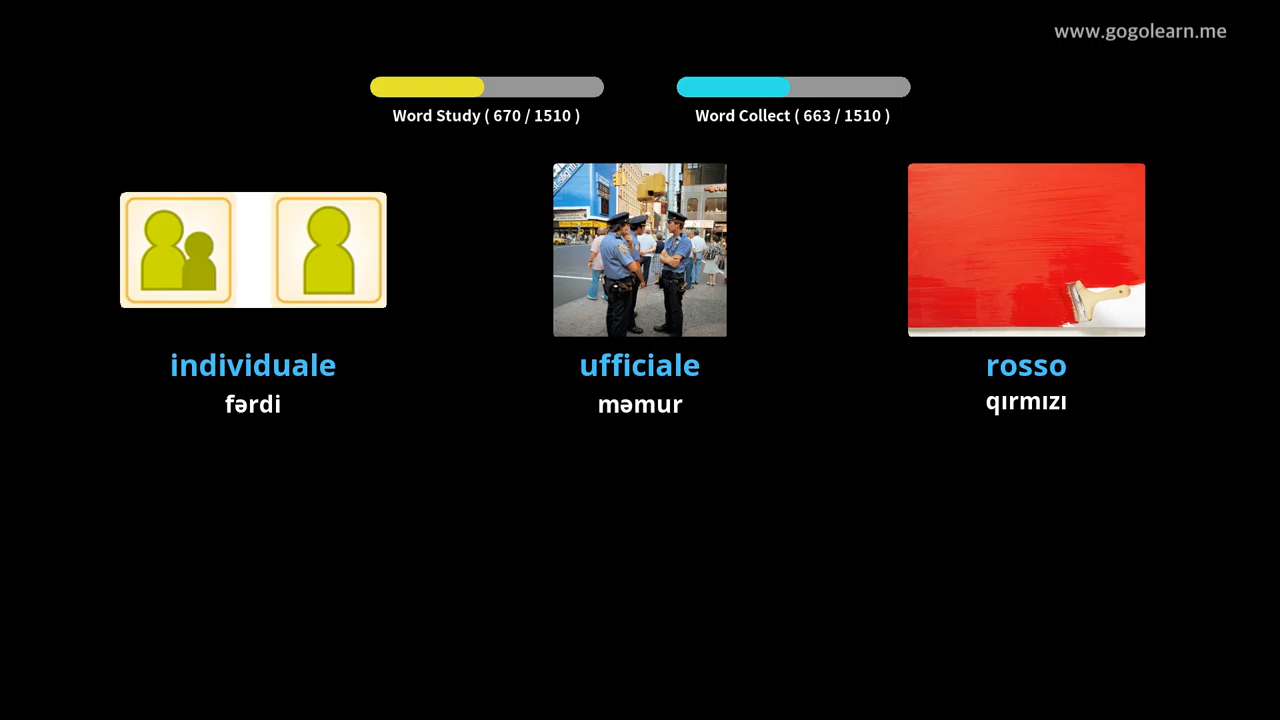 www.gogolearn.me
Word Study ( 670 / 1510 )
Word Collect ( 663 / 1510 )
individuale
fərdi
ufficiale
məmur
rosso
qırmızı